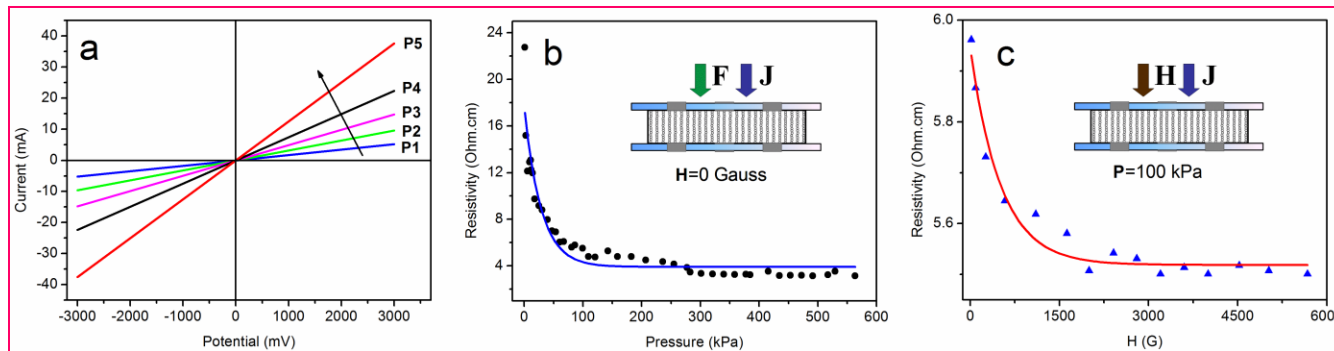 a
40
30
20
10
0
-10
-20
-30
-40
Current (mA)
-3000 -2000 -1000 0 1000 2000 3000
Potential (mV)
P5
P4
P3
P2
P1
b
24
20
16
12
8
4
0
Resistivity (Ohm.cm)
0 100 200 300 400 500 600
Pressure (kPa)
F J
H=0 Gauss
c
6.0
5.8
5.6
Resistivity (Ohm.cm)
0 1500 3000 4500 6000
H (G)
H J
P=100 kPa